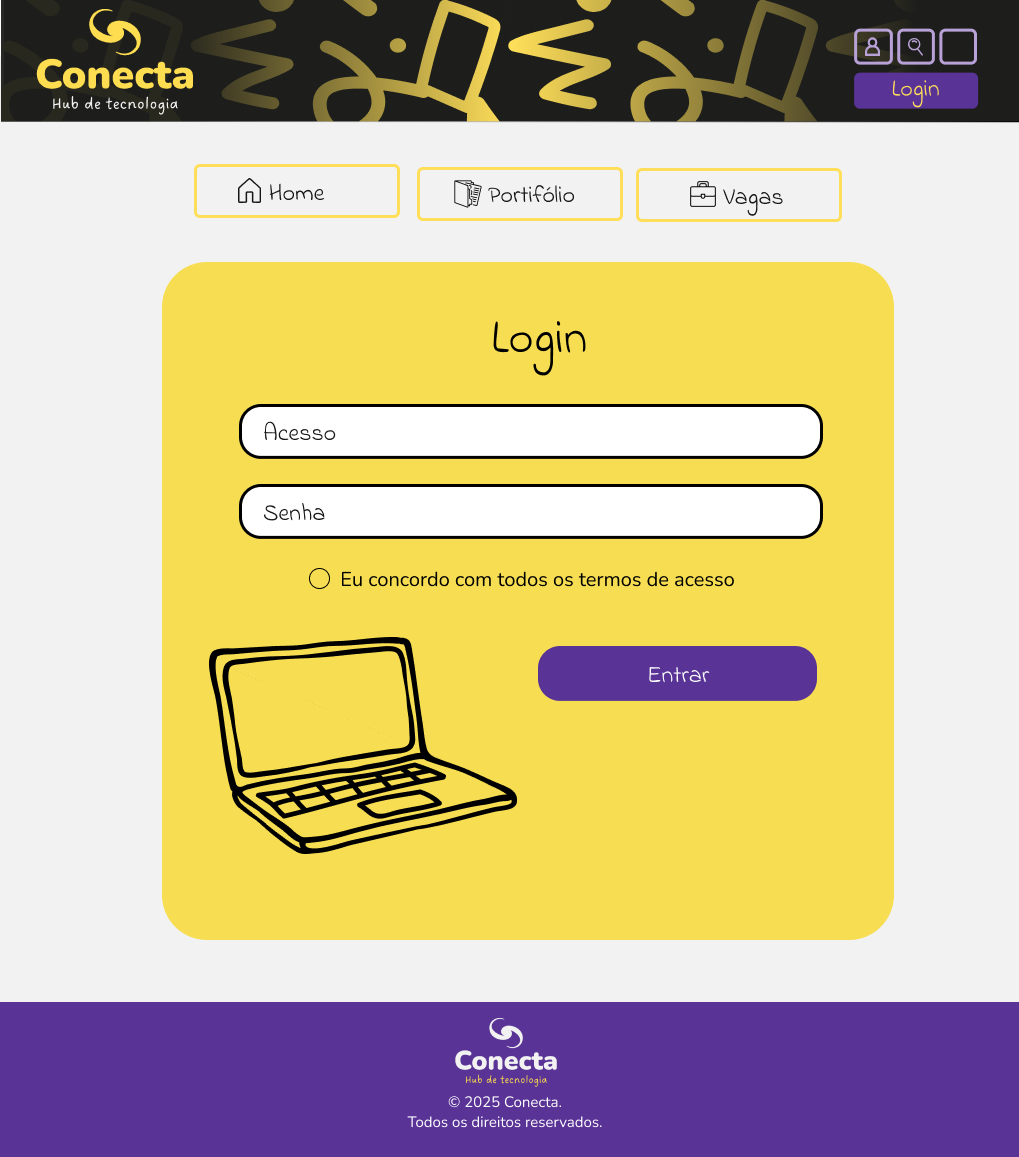 Conecta
Hub de tecnologia
Login
Home
Portifólio
Vagas
Login
Acesso
Senha
Eu concordo com todos os termos de acesso
Entrar
Conecta
Hub de tecnologia
© 2025 Conecta.
Todos os direitos reservados.